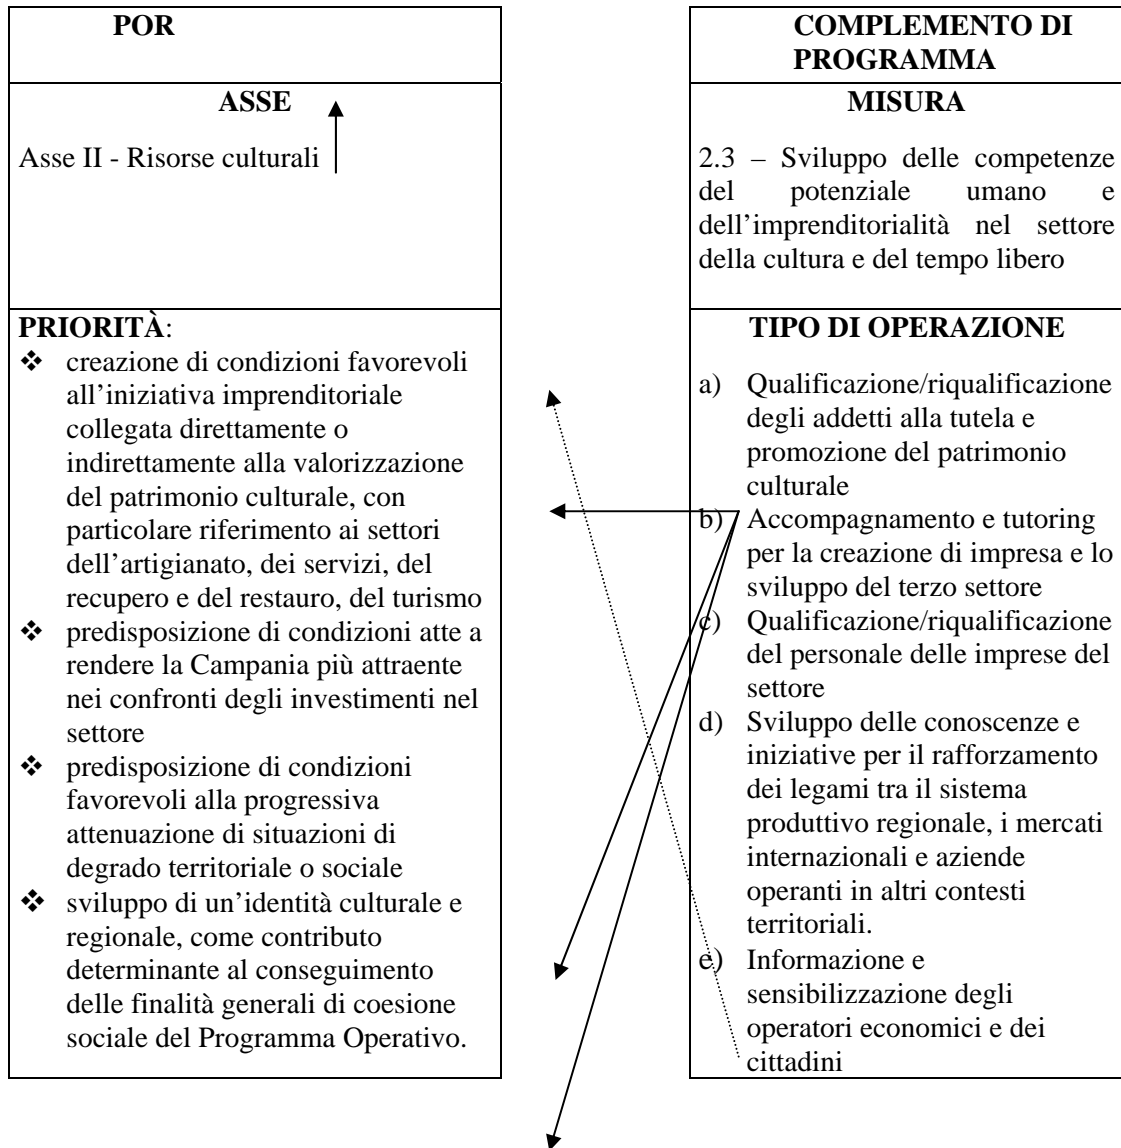 POR
ASSE
Asse II - Risorse culturali
PRIORITÀ:
❖ creazione di condizioni favorevoli
all’iniziativa imprenditoriale
collegata direttamente o
indirettamente alla valorizzazione
del patrimonio culturale, con
particolare riferimento ai settori
dell’artigianato, dei servizi, del
recupero e del restauro, del turismo
❖ predisposizione di condizioni atte a
rendere la Campania più attraente
nei confronti degli investimenti nel
settore
❖ predisposizione di condizioni
favorevoli alla progressiva
attenuazione di situazioni di
degrado territoriale o sociale
❖ sviluppo di un’identità culturale e
regionale, come contributo
determinante al conseguimento
delle finalità generali di coesione
sociale del Programma Operativo.
COMPLEMENTO DI
PROGRAMMA
MISURA
2.3 – Sviluppo delle competenze
del potenziale umano e
dell’imprenditorialità nel settore
della cultura e del tempo libero
TIPO DI OPERAZIONE
a) Qualificazione/riqualificazione
degli addetti alla tutela e
promozione del patrimonio
culturale
b) Accompagnamento e tutoring
per la creazione di impresa e lo
sviluppo del terzo settore
c) Qualificazione/riqualificazione
del personale delle imprese del
settore
d) Sviluppo delle conoscenze e
iniziative per il rafforzamento
dei legami tra il sistema
produttivo regionale, i mercati
internazionali e aziende
operanti in altri contesti
territoriali.
e) Informazione e
sensibilizzazione degli
operatori economici e dei
cittadini